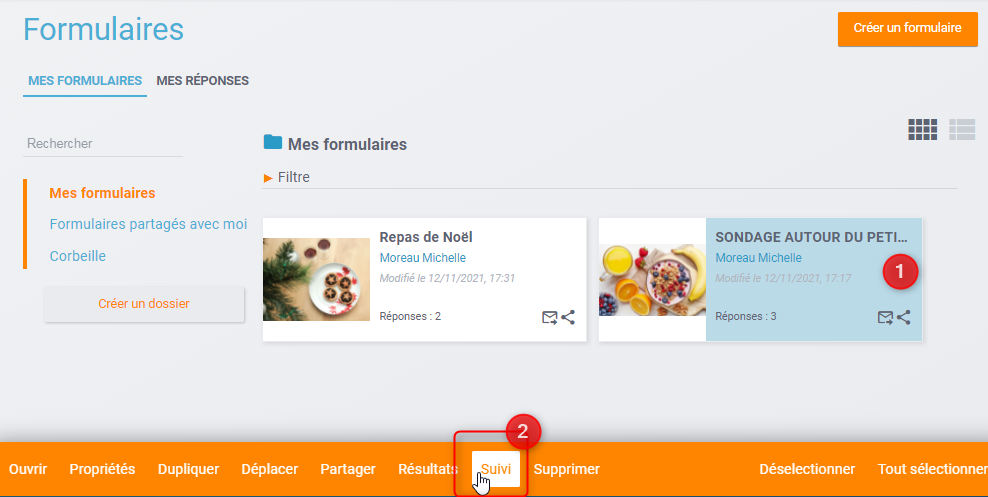 Formulaires
Créer un formulaire
MES FORMULAIRES MES RÉPONSES
Rechercher
Mes formulaires
Filtre
Mes formulaires
Formulaires partagés avec moi
Corbeille
Créer un dossier
Repas de Noël
Moreau Michelle
Modifié le 12/11/2021, 17:31
Réponses : 2
SONDAGE AUTOUR DU PETI...
Moreau Michelle
Modifié le 12/11/2021, 17:17
Réponses : 3
1
2
Ouvrir Propriétés Dupliquer Déplacer Partager Résultats Suivi Supprimer Déselectionner Tout sélectionner